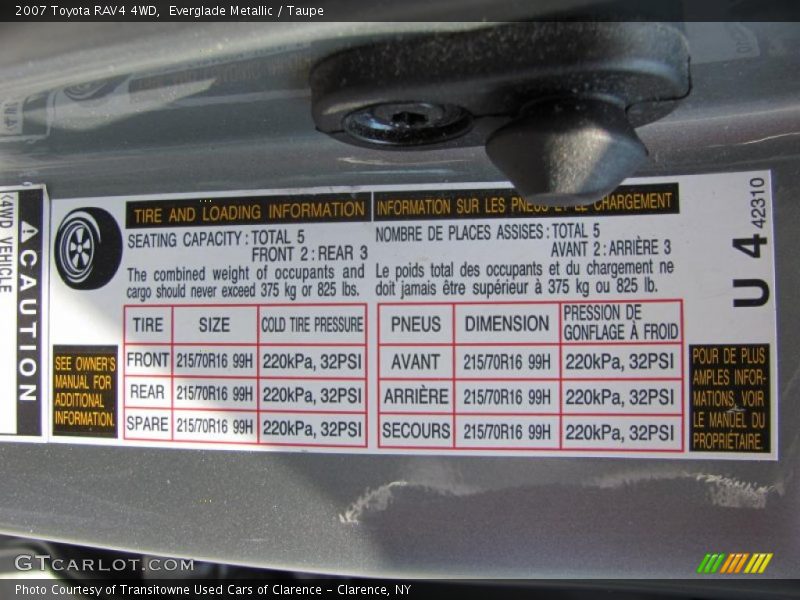 2007 Toyota RAV4 4WD, Everglade Metallic / Taupe
(4WD VEHICLE
CAUTION
TIRE AND LOADING INFORMATION
SEATING CAPACITY : TOTAL 5
FRONT 2 : REAR 3
The combined weight of occupants and
cargo should never exceed 375 kg or 825 lbs.
SEE OWNER'S
MANUAL FOR
ADDITIONAL
INFORMATION.
TIRE SIZE COLD TIRE PRESSURE
FRONT 215/70R16 99H 220kPa, 32PSI
REAR 215/70R16 99H 220kPa, 32PSI
SPARE 215/70R16 99H 220kPa, 32PSI
INFORMATION SUR LES PNEUS ET LE CHARGEMENT
NOMBRE DE PLACES ASSISES : TOTAL 5
AVANT 2 : ARRIÈRE 3
Le poids total des occupants et du chargement ne
doit jamais être supérieur à 375 kg ou 825 lb.
PNEUS DIMENSION PRESSION DE
GONFLAGE À FROID
AVANT 215/70R16 99H 220kPa, 32PSI
ARRIÈRE 215/70R16 99H 220kPa, 32PSI
SECOURS 215/70R16 99H 220kPa, 32PSI
POUR DE PLUS
AMPLES INFOR-
MATIONS, VOIR
LE MANUEL DU
PROPRIÉTAIRE.
U 4 42310
GTCARLOT.COM
Photo Courtesy of Transitowne Used Cars of Clarence - Clarence, NY